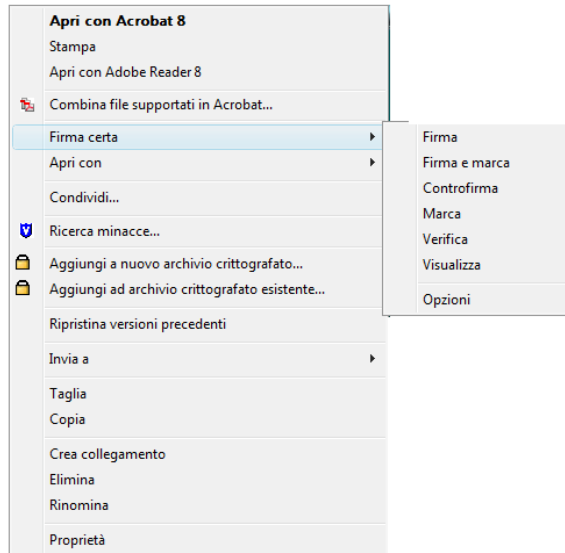 Apri con Acrobat 8
Stampa
Apri con Adobe Reader 8
Combina file supportati in Acrobat...
Firma certa
Apri con
Condividi...
Ricerca minacce...
Aggiungi a nuovo archivio crittografato...
Aggiungi ad archivio crittografato esistente...
Ripristina versioni precedenti
Invia a
Taglia
Copia
Crea collegamento
Elimina
Rinomina
Proprietà
Firma
Firma e marca
Controfirma
Marca
Verifica
Visualizza
Opzioni